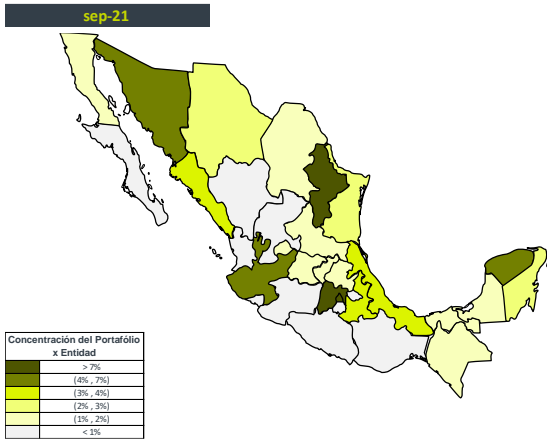 sep-21
Concentración del Portafólio
x Entidad
> 7%
(4% , 7%)
(3% , 4%)
(2% , 3%)
(1% , 2%)
< 1%